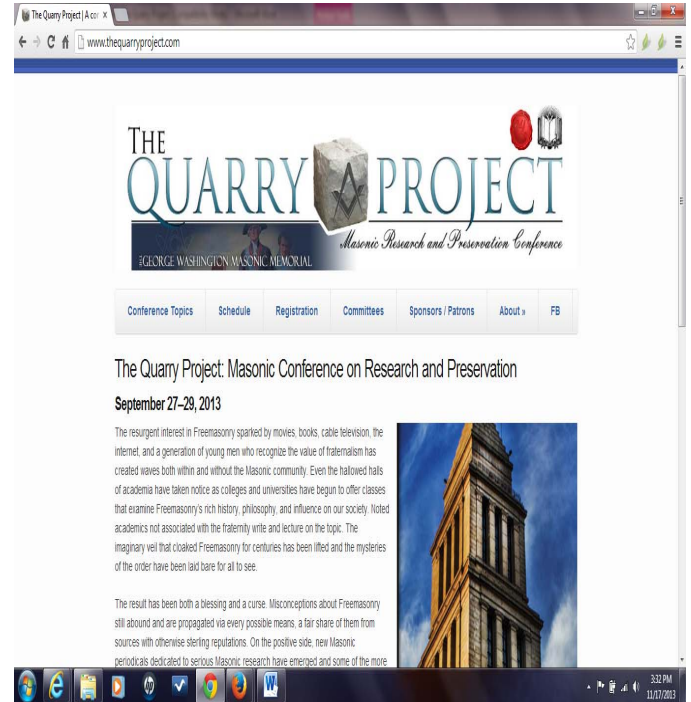 The Quarry Project | A cor
www.thequarryproject.com
THE
QUARRY PROJECT
Masonic Research and Preservation Conference
GEORGE WASHINGTON MASONIC MEMORIAL
Conference Topics Schedule Registration Committees Sponsors / Patrons About » FB
The Quarry Project: Masonic Conference on Research and Preservation
September 27–29, 2013
The resurgent interest in Freemasonry sparked by movies, books, cable television, the
internet, and a generation of young men who recognize the value of fraternalism has
created waves both within and without the Masonic community. Even the hallowed halls
of academia have taken notice as colleges and universities have begun to offer classes
that examine Freemasonry's rich history, philosophy, and influence on our society. Noted
academics not associated with the fraternity write and lecture on the topic. The
imaginary veil that cloaked Freemasonry for centuries has been lifted and the mysteries
of the order have been laid bare for all to see.
The result has been both a blessing and a curse. Misconceptions about Freemasonry
still abound and are propagated via every possible means, a fair share of them from
sources with otherwise sterling reputations. On the positive side, new Masonic
periodicals dedicated to serious Masonic research have emerged and some of the more
3:32 PM
11/17/2013